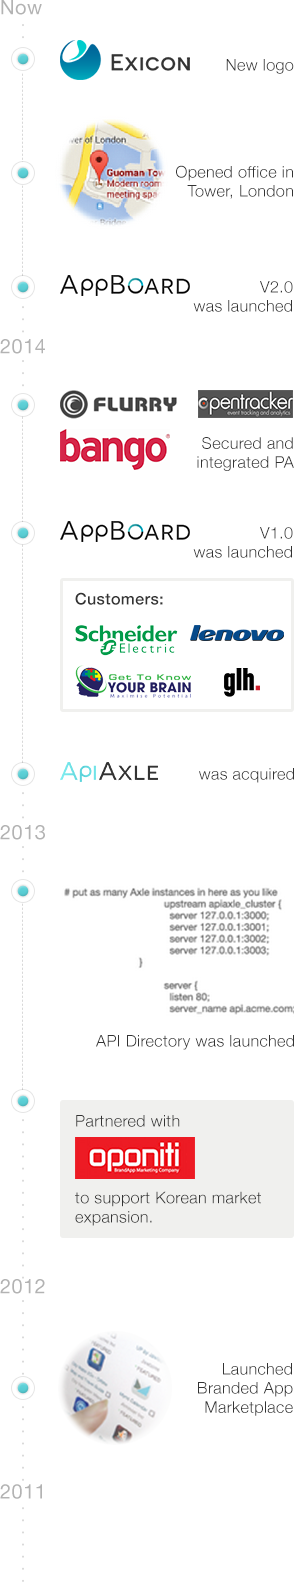 Now
EXICON
New logo
ver of London
Guoman Tow
Modern room
meeting spa
Opened office in
Tower, London
APPBOARD
V2.0
was launched
2014
FLURRY
opentracker
event tracking and analytics
bango
Secured and
integrated PA
APPBOARD
V1.0
was launched
Customers:
Schneider
Electric
lenovo
GET TO KNOW
YOUR BRAIN
Maximise Potential
glh.
APIAXLE
was acquired
2013
# put as many Axle instances in here as you like
upstream apiaxle_cluster {
server 127.0.0.1:3000;
server 127.0.0.1:3001;
server 127.0.0.1:3002;
server 127.0.0.1:3003;
}
server {
listen 80;
server_name api.acme.com;
API Directory was launched
Partnered with
oponiti
BrandApp Marketing Company
to support Korean market
expansion.
2012
FEATURED
Launched
Branded App
Marketplace
2011